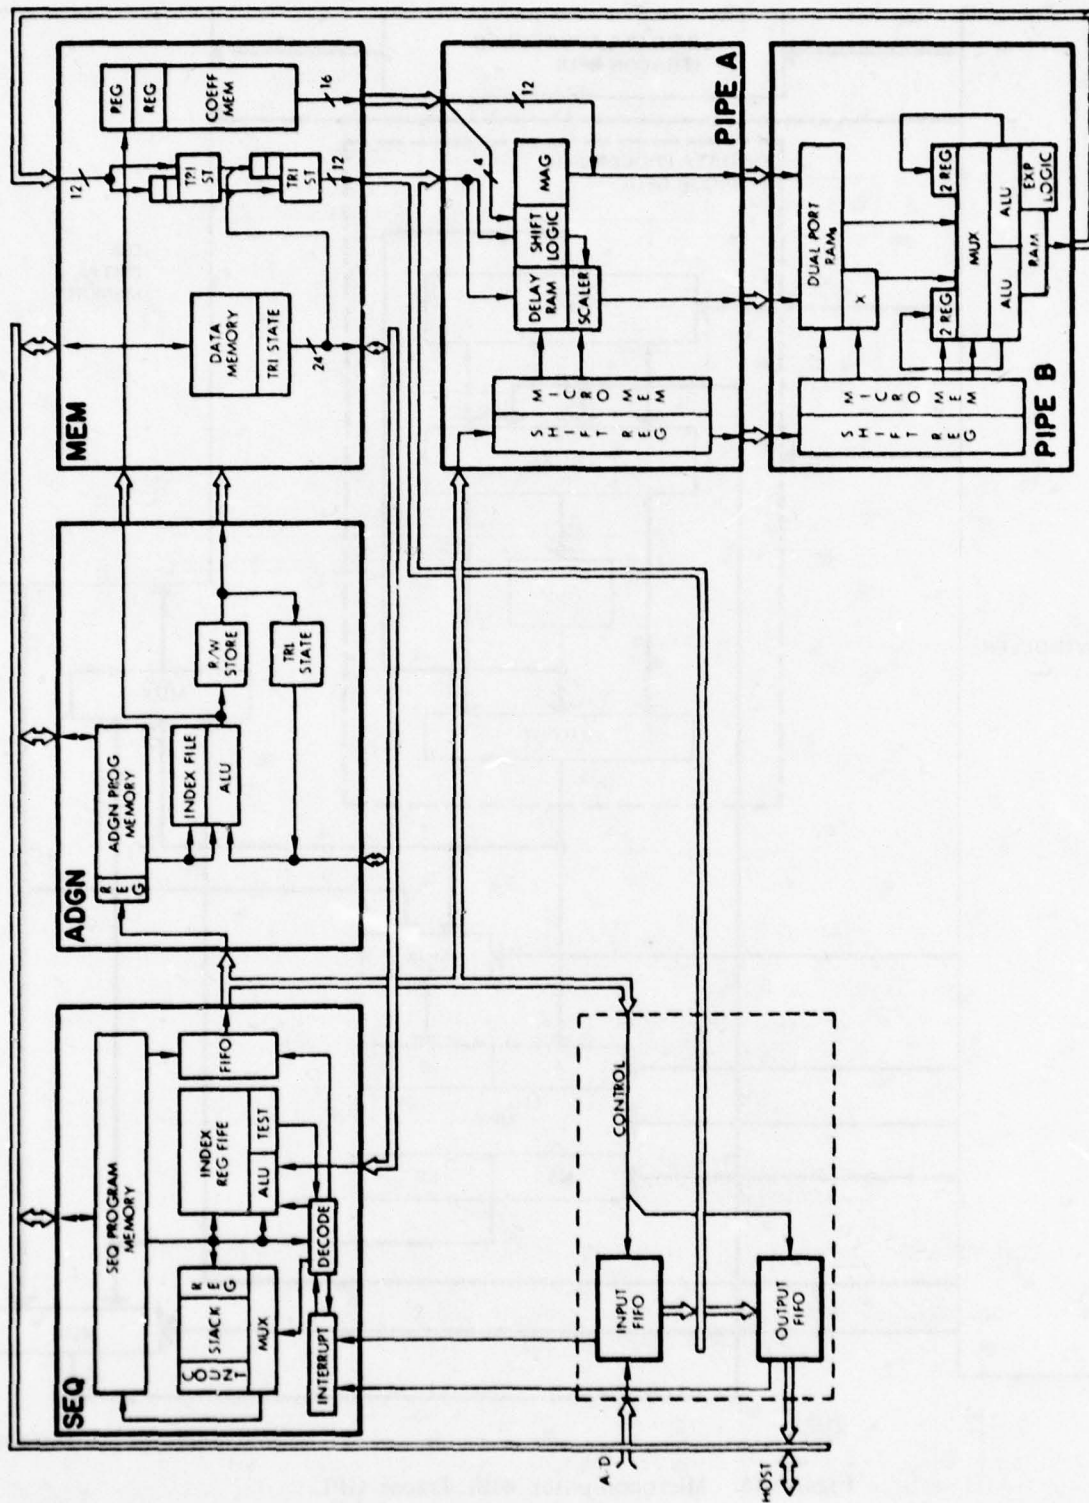 SEQ
SEQ PROGRAM
MEMORY
COUNT
STACK
REG
MUX
INTERRUPT
DECODE
INDEX
REG FIFE
ALU
TEST
FIFO
ADGN
REG
ADGN PROG
MEMORY
INDEX FILE
ALU
R/W
STORE
TRI
STATE
MEM
DATA
MEMORY
TRI STATE
24
12
TRI
ST
TRI
ST
12
PEG
REG
COEFF
MEM
16
A-D
HOST
INPUT
FIFO
OUTPUT
FIFO
CONTROL
PIPE A
SHIFT REG
MICRO MEM
DELAY
RAM
SHIFT
LOGIC
MAG
SCALER
4
12
PIPE B
SHIFT REG
MICRO MEM
DUAL PORT
RAMs
X
2 REG
MUX
2 REG
ALU
ALU
RAM
EXP
LOGIC